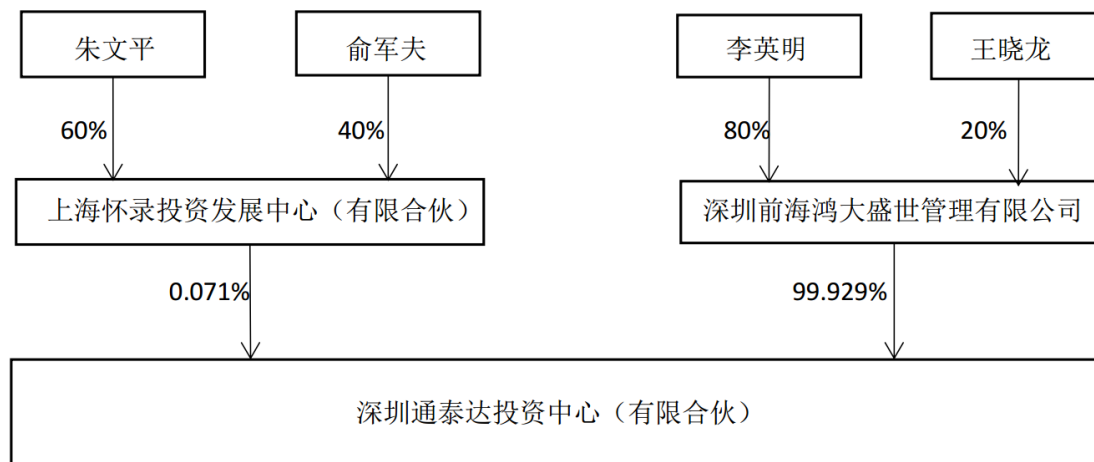 朱文平
俞军夫
李英明
王晓龙
60%
40%
80%
20%
上海怀录投资发展中心（有限合伙）
深圳前海鸿大盛世管理有限公司
0.071%
99.929%
深圳通泰达投资中心（有限合伙）